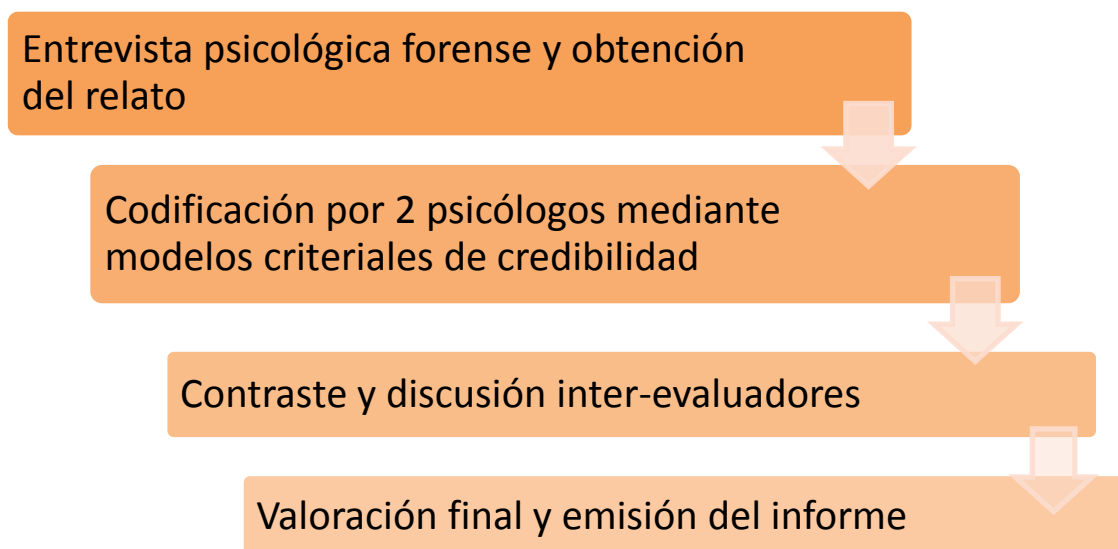 Entrevista psicológica forense y obtención
del relato
Codificación por 2 psicólogos mediante
modelos criteriales de credibilidad
Contraste y discusión inter-evaluadores
Valoración final y emisión del informe